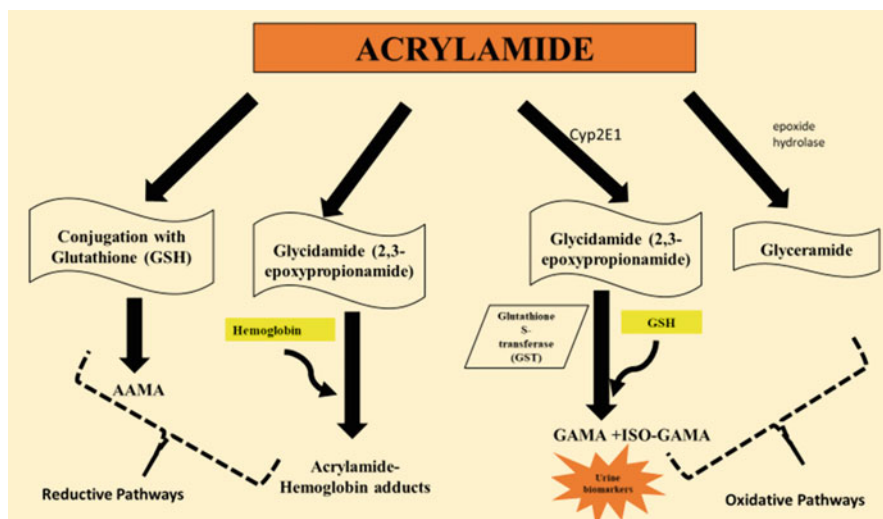 ACRYLAMIDE
Cyp2E1
epoxide
hydrolase
Conjugation with
Glutathione (GSH)
Glycidamide (2,3-
epoxypropionamide)
Glycidamide (2,3-
epoxypropionamide)
Glyceramide
Hemoglobin
Glutathione
S-
transferase
(GST)
GSH
AAMA
GAMA +ISO-GAMA
Acrylamide-
Hemoglobin adducts
Urine
biomarkers
Reductive Pathways
Oxidative Pathways